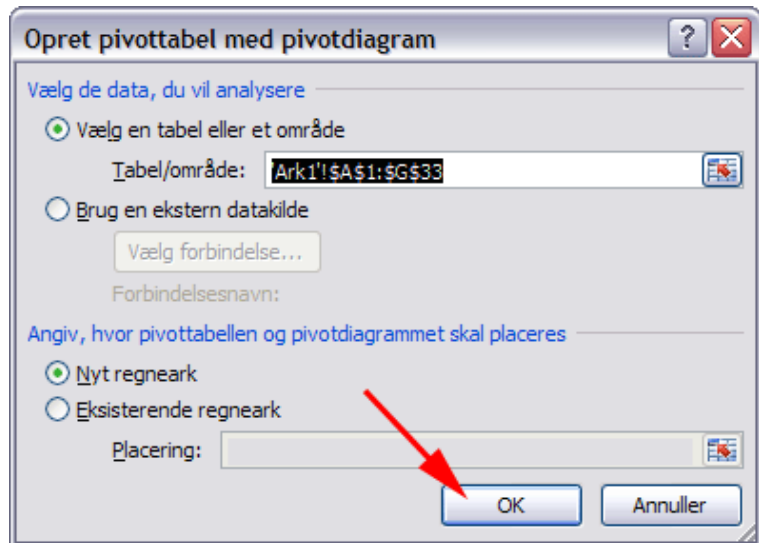 Opret pivottabel med pivotdiagram
Vælg de data, du vil analysere
Vælg en tabel eller et område
Tabel/område: 'Ark1'!$A$1:$G$33
Brug en ekstern datakilde
Vælg forbindelse...
Forbindelsesnavn:
Angiv, hvor pivottabellen og pivotdiagrammet skal placeres
Nyt regneark
Eksisterende regneark
Placering:
OK Annuller